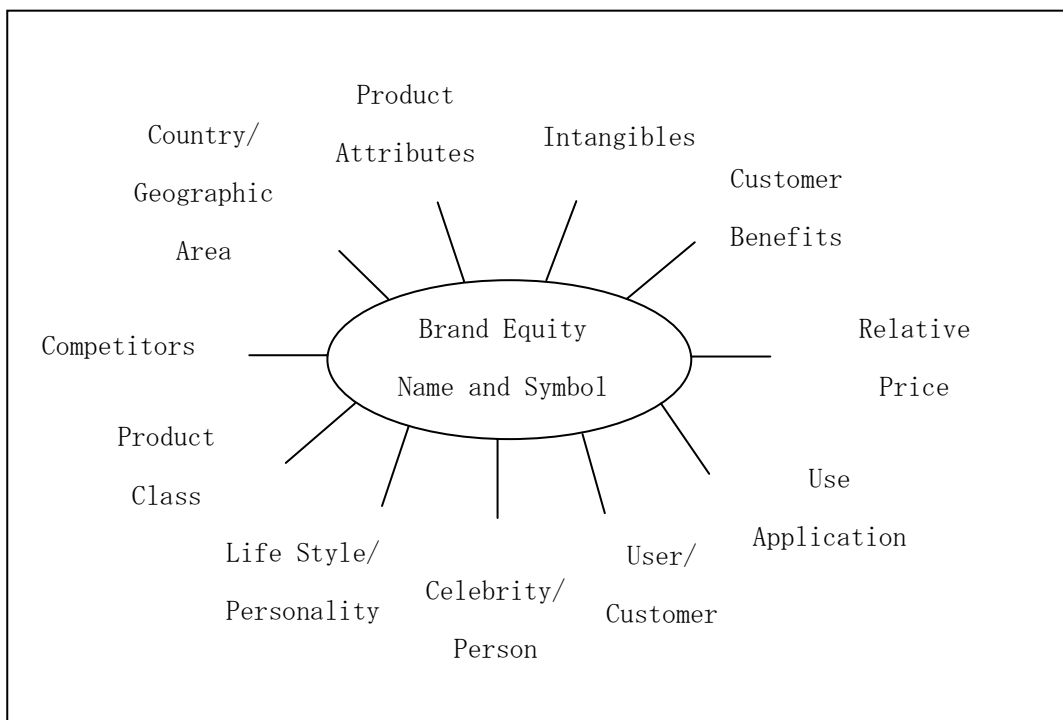 Product
Attributes
Intangibles
Country/
Geographic
Area
Customer
Benefits
Brand Equity
Name and Symbol
Competitors
Relative
Price
Product
Class
Use
Application
Life Style/
Personality
Celebrity/
Person
User/
Customer